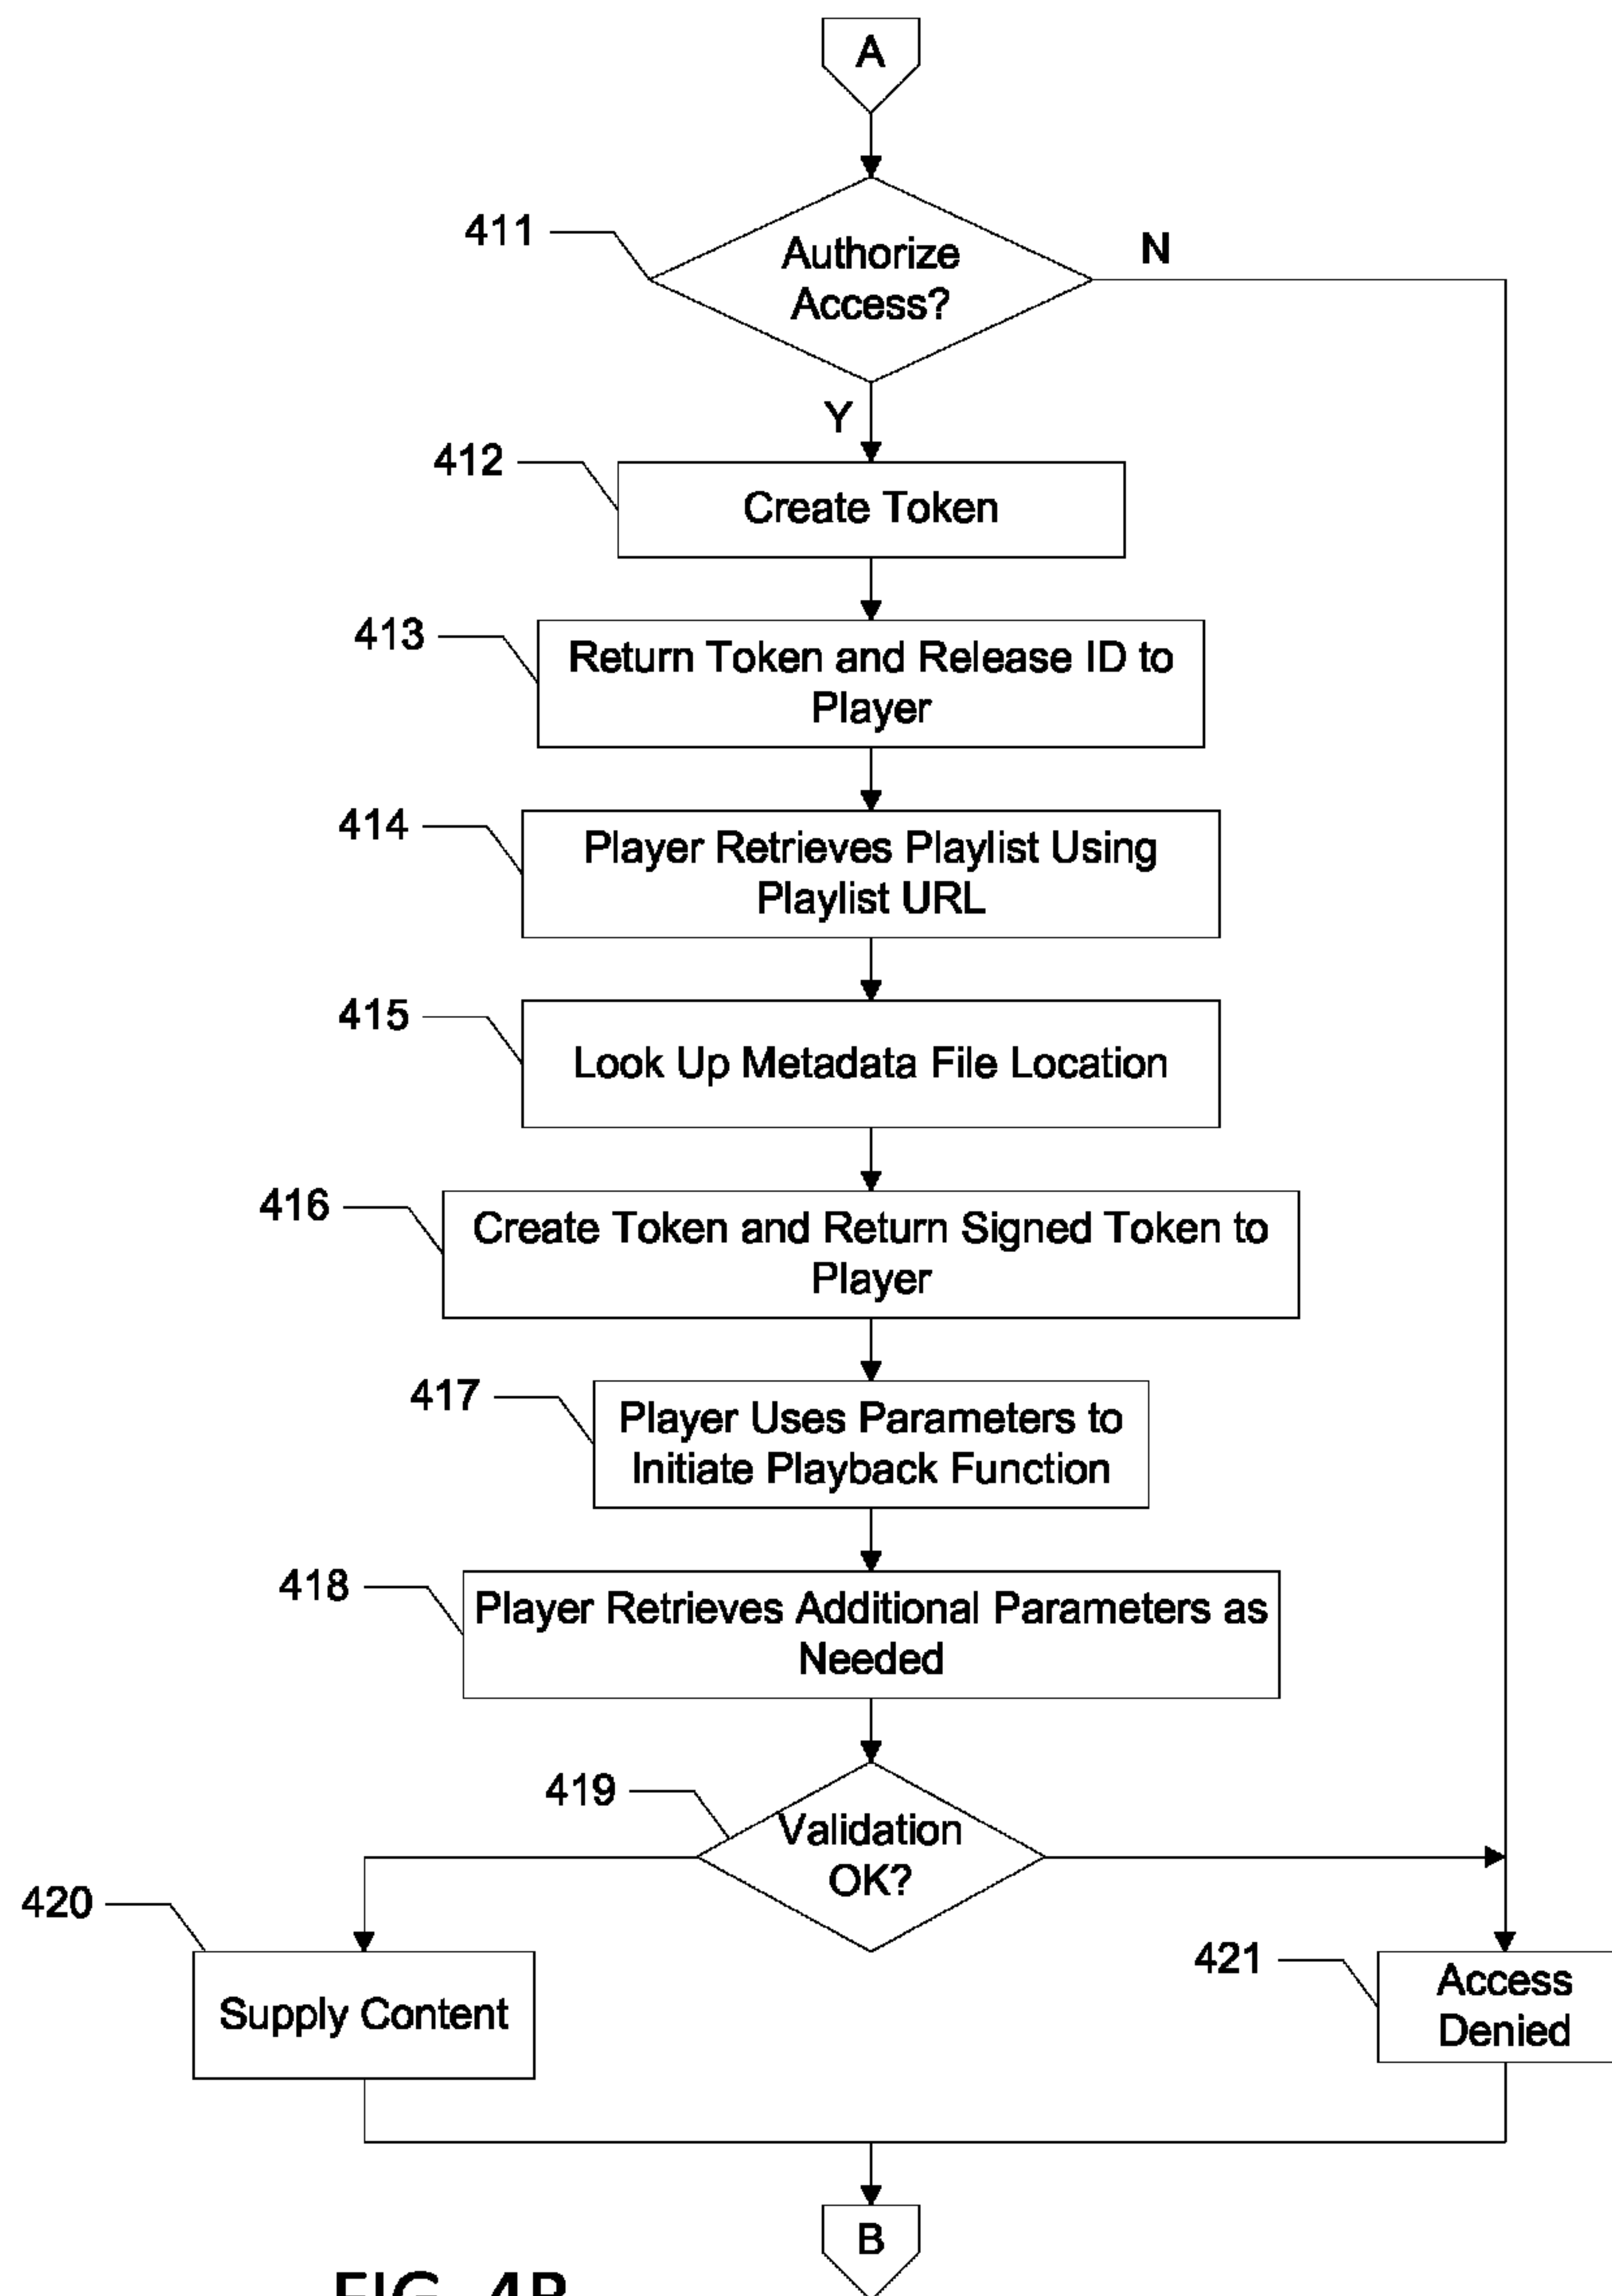 A
411
Authorize
Access?
N
Y
412
Create Token
413
Return Token and Release ID to
Player
414
Player Retrieves Playlist Using
Playlist URL
415
Look Up Metadata File Location
416
Create Token and Return Signed Token to
Player
417
Player Uses Parameters to
Initiate Playback Function
418
Player Retrieves Additional Parameters as
Needed
419
Validation
OK?
420
Supply Content
421
Access
Denied
B
FIG. 4B